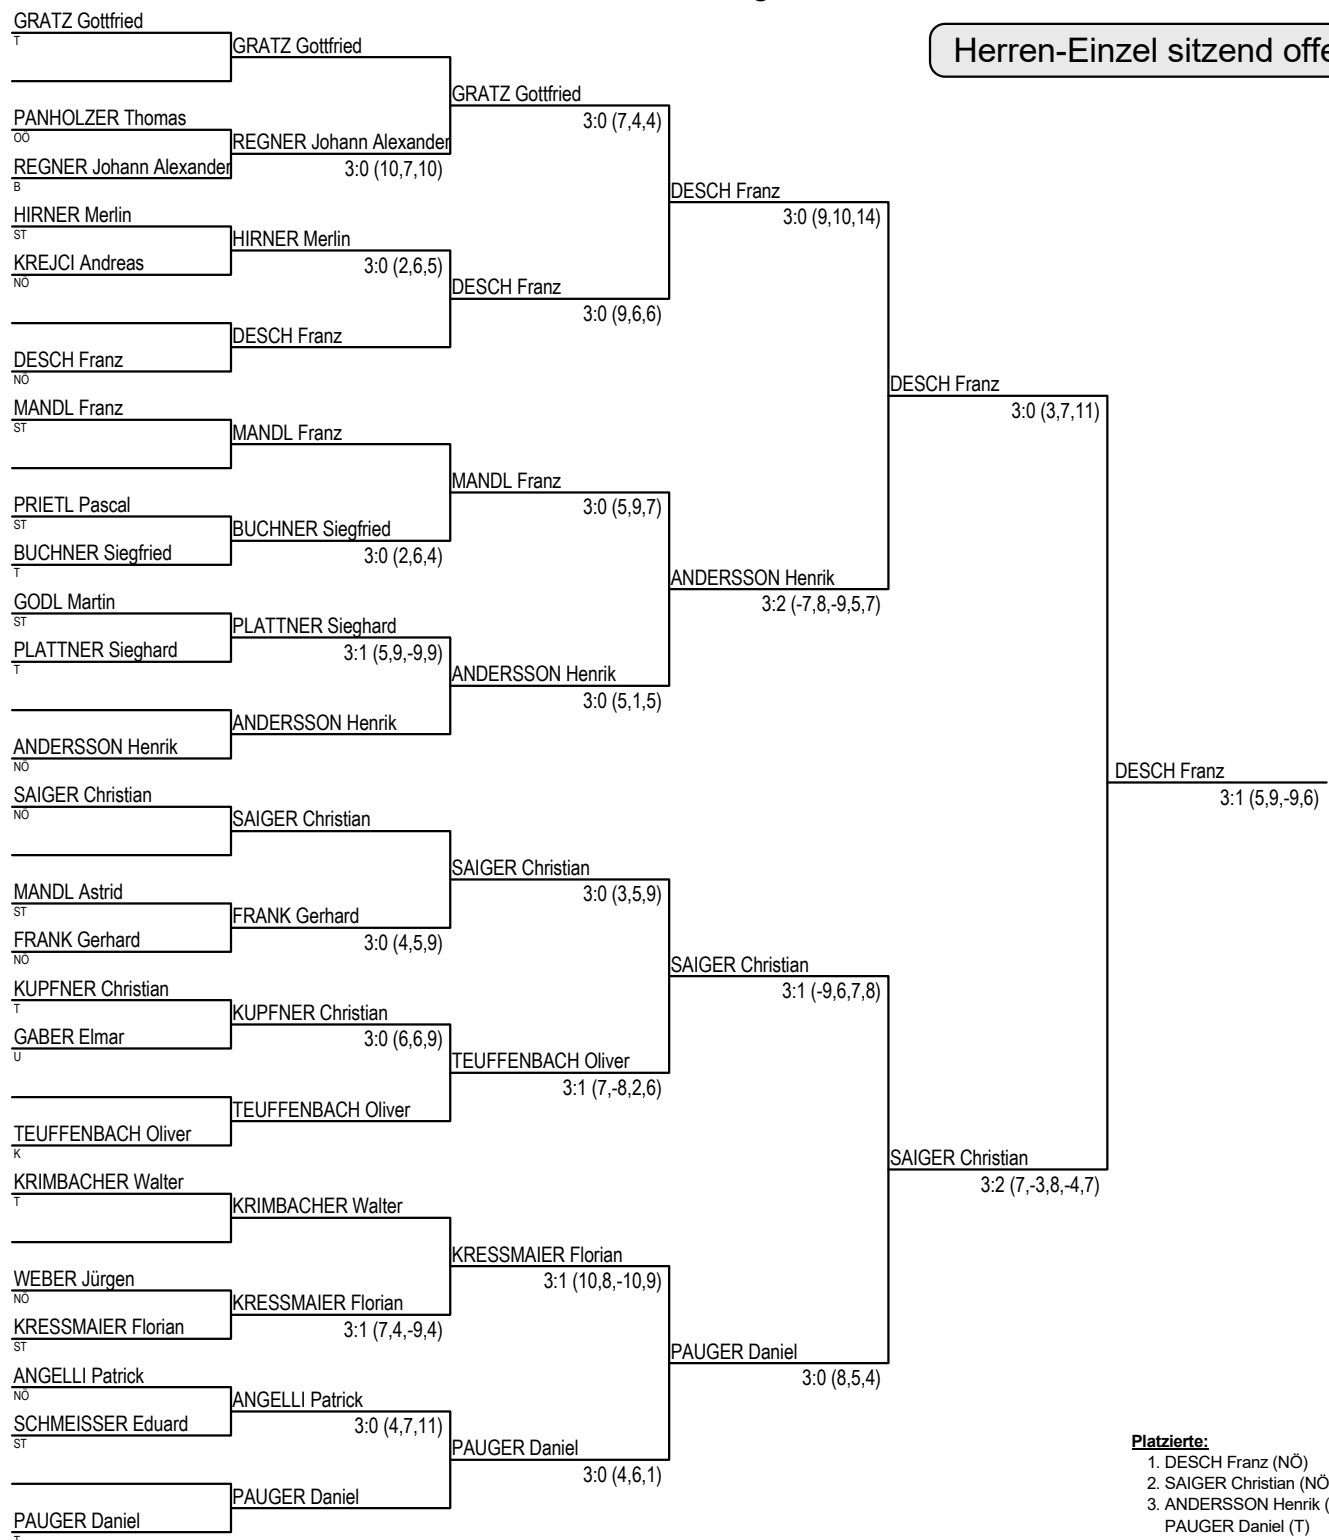 GRATZ Gottfried
T
GRATZ Gottfried
Herren-Einzel sitzend offe
GRATZ Gottfried
3:0 (7,4,4)
PANHOLZER Thomas
OÖ
REGNER Johann Alexander
3:0 (10,7,10)
REGNER Johann Alexander
B
DESCH Franz
3:0 (9,10,14)
HIRNER Merlin
ST
HIRNER Merlin
3:0 (2,6,5)
KREJCI Andreas
NÖ
DESCH Franz
3:0 (9,6,6)
DESCH Franz
DESCH Franz
NÖ
DESCH Franz
3:0 (3,7,11)
MANDL Franz
ST
MANDL Franz
MANDL Franz
3:0 (5,9,7)
PRIETL Pascal
ST
BUCHNER Siegfried
3:0 (2,6,4)
BUCHNER Siegfried
T
ANDERSSON Henrik
3:2 (-7,8,-9,5,7)
GODL Martin
ST
PLATTNER Sieghard
3:1 (5,9,-9,9)
PLATTNER Sieghard
T
ANDERSSON Henrik
3:0 (5,1,5)
ANDERSSON Henrik
ANDERSSON Henrik
NÖ
DESCH Franz
3:1 (5,9,-9,6)
SAIGER Christian
NÖ
SAIGER Christian
SAIGER Christian
3:0 (3,5,9)
MANDL Astrid
ST
FRANK Gerhard
3:0 (4,5,9)
FRANK Gerhard
NÖ
SAIGER Christian
3:1 (-9,6,7,8)
KUPFNER Christian
T
KUPFNER Christian
3:0 (6,6,9)
GABER Elmar
U
TEUFFENBACH Oliver
3:1 (7,-8,2,6)
TEUFFENBACH Oliver
TEUFFENBACH Oliver
K
SAIGER Christian
3:2 (7,-3,8,-4,7)
KRIMBACHER Walter
T
KRIMBACHER Walter
KRESSMAIER Florian
3:1 (10,8,-10,9)
WEBER Jürgen
NÖ
KRESSMAIER Florian
3:1 (7,4,-9,4)
KRESSMAIER Florian
ST
PAUGER Daniel
3:0 (8,5,4)
ANGELLI Patrick
NÖ
ANGELLI Patrick
3:0 (4,7,11)
SCHMEISSER Eduard
ST
PAUGER Daniel
3:0 (4,6,1)
PAUGER Daniel
PAUGER Daniel
Platzierte:
1. DESCH Franz (NÖ)
2. SAIGER Christian (NÖ
3. ANDERSSON Henrik (
PAUGER Daniel (T)